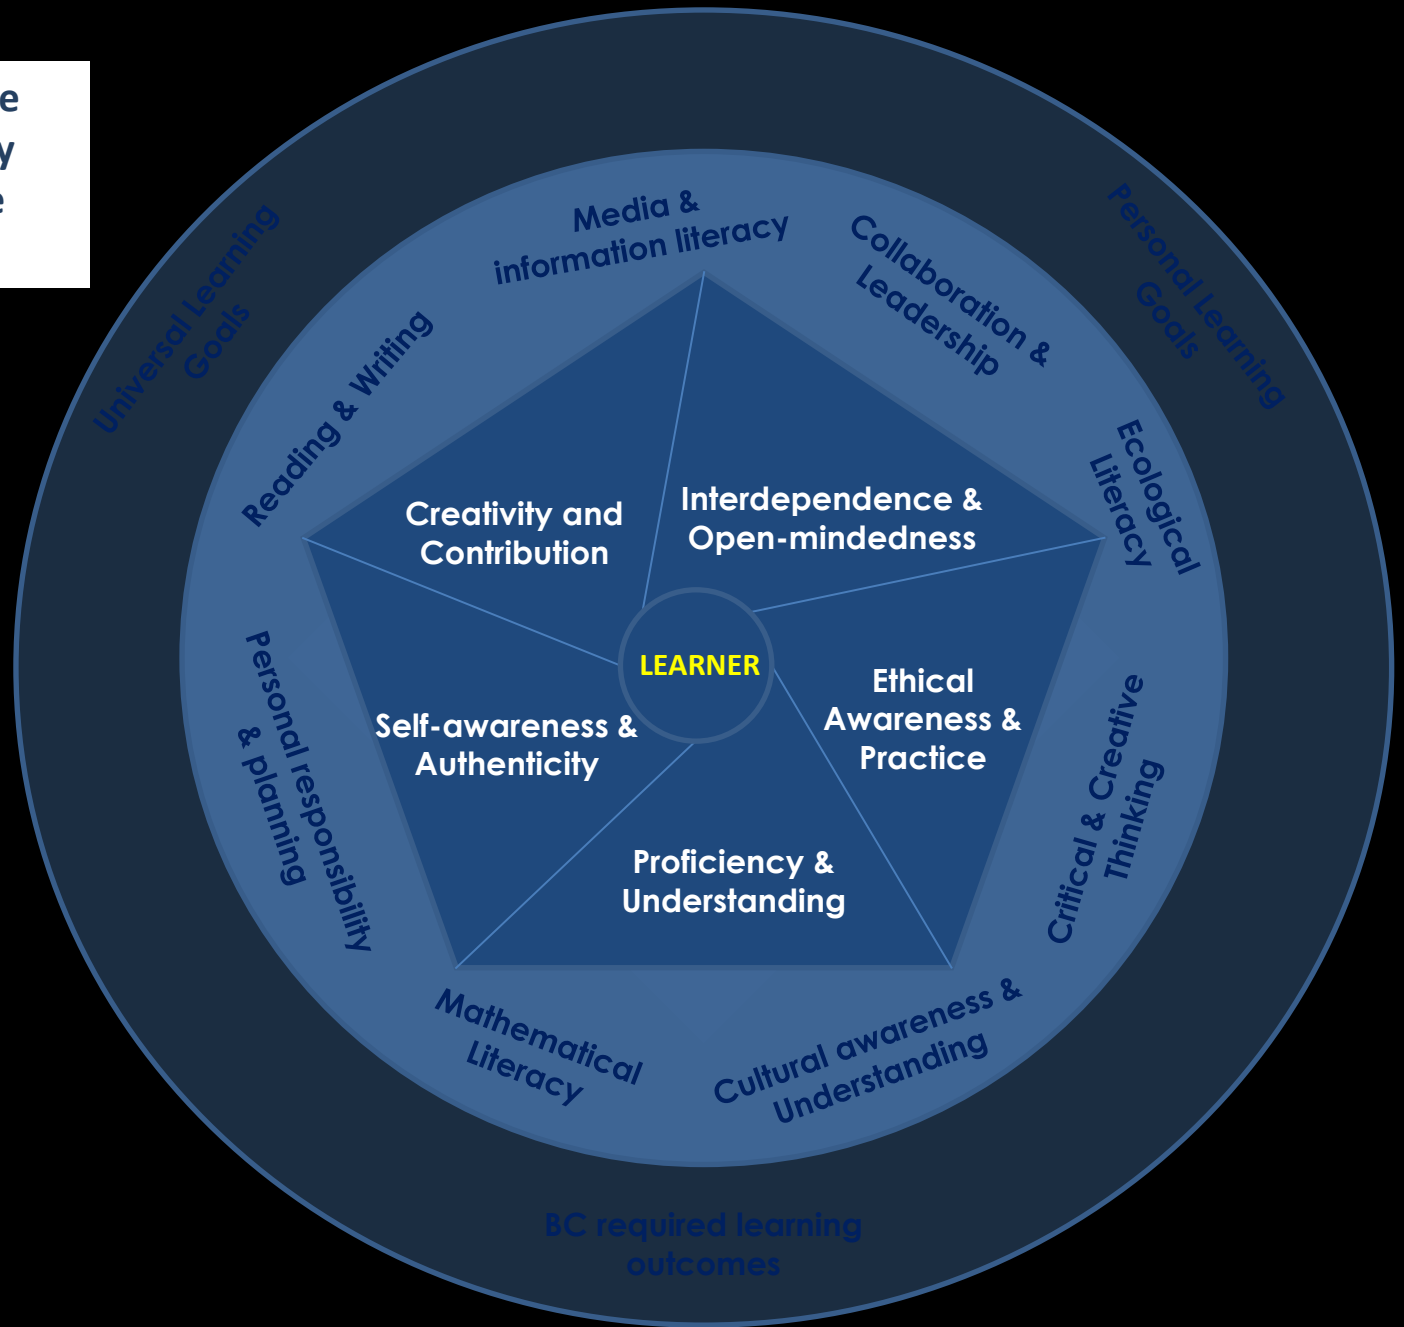 e
y
e
Universal Learning
Goals
Personal Learning
Goals
Media &
information literacy
Collaboration &
Leadership
Reading & Writing
Ecological
Literacy
Creativity and
Contribution
Interdependence &
Open-mindedness
LEARNER
Self-awareness &
Authenticity
Ethical
Awareness &
Practice
Proficiency &
Understanding
Personal responsibility
& planning
Critical & Creative
Thinking
Mathematical
Literacy
Cultural awareness &
Understanding
BC required learning
outcomes